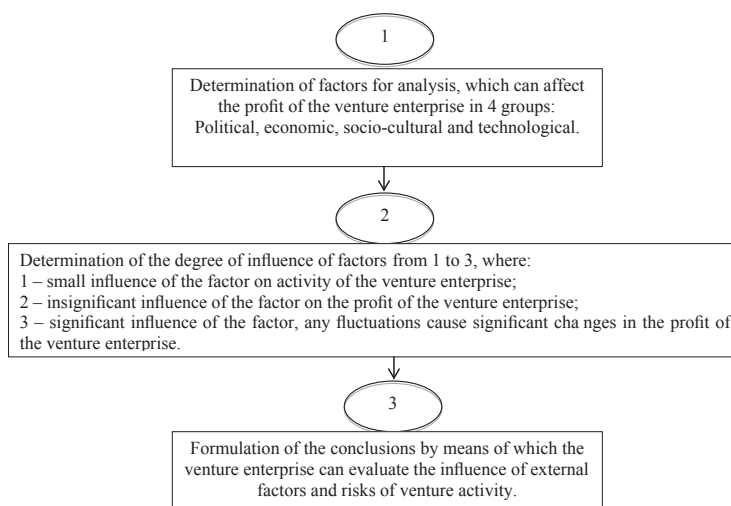 1
Determination of factors for analysis, which can affect
the profit of the venture enterprise in 4 groups:
Political, economic, socio-cultural and technological.
2
Determination of the degree of influence of factors from 1 to 3, where:
1 – small influence of the factor on activity of the venture enterprise;
2 – insignificant influence of the factor on the profit of the venture enterprise;
3 – significant influence of the factor, any fluctuations cause significant cha nges in the profit of
the venture enterprise.
3
Formulation of the conclusions by means of which the
venture enterprise can evaluate the influence of external
factors and risks of venture activity.